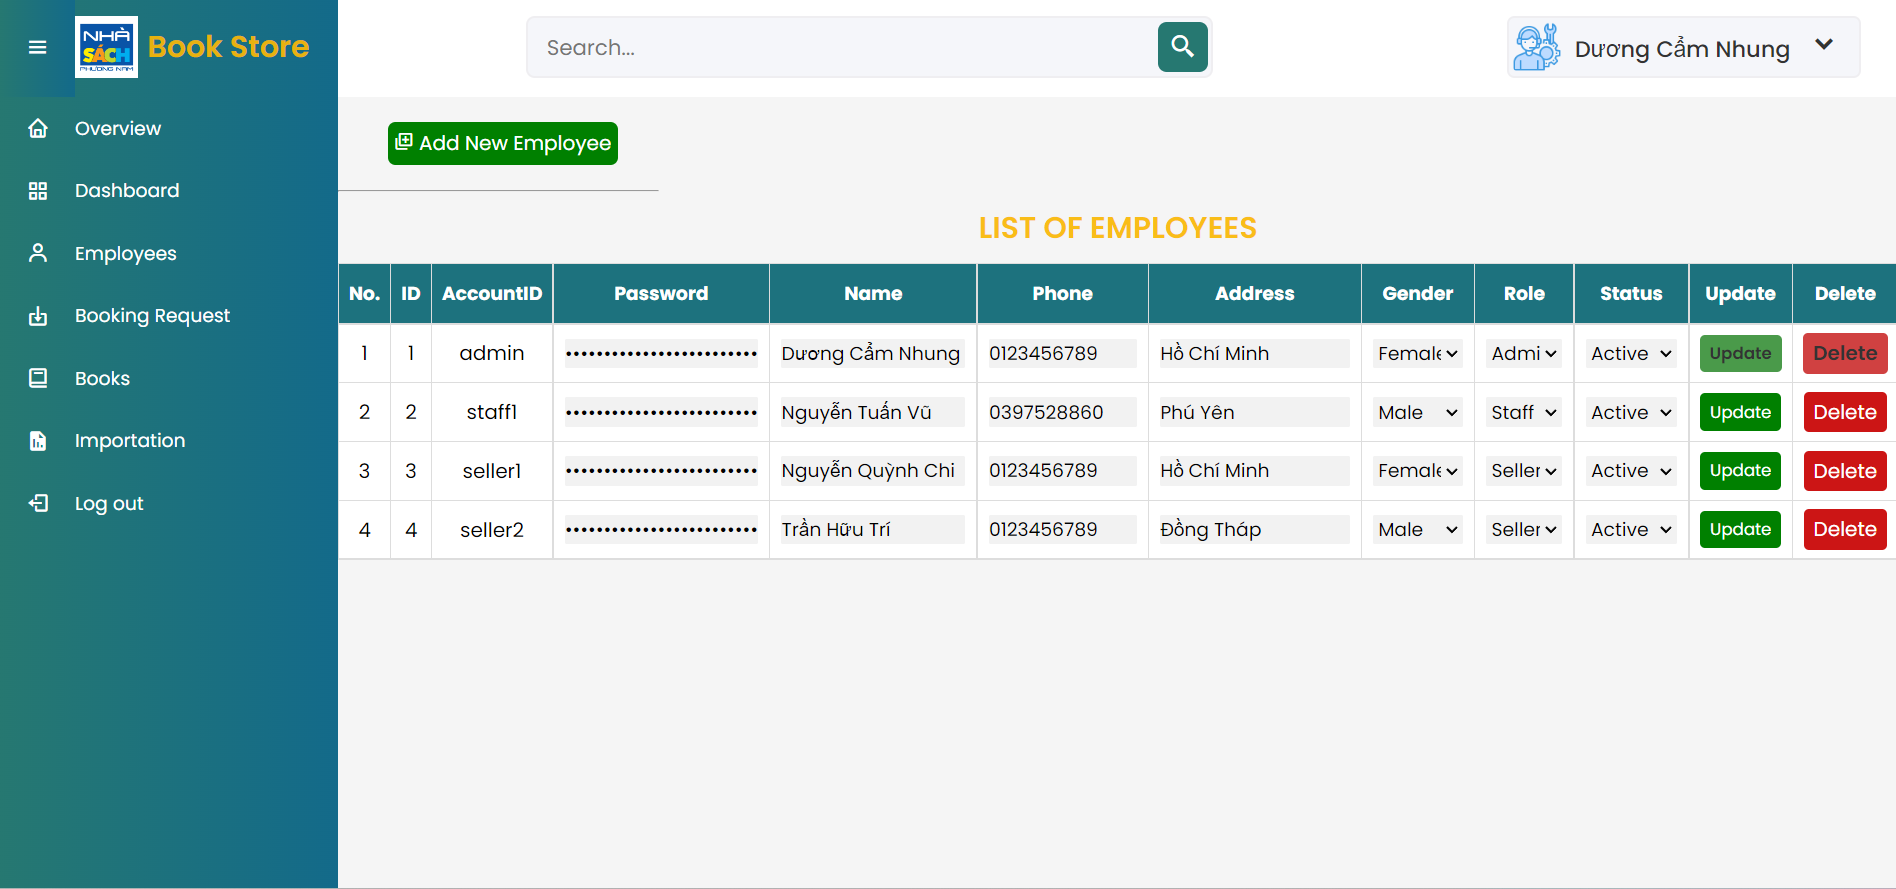 NHÀ
SÁCH
PHƯƠNG NAM
Book Store
Search...
Dương Cẩm Nhung
Overview
Dashboard
Employees
Booking Request
Books
Importation
Log out
Add New Employee
LIST OF EMPLOYEES
No. ID AccountID Password Name Phone Address Gender Role Status Update Delete
1 1 admin ························· Dương Cẩm Nhung 0123456789 Hồ Chí Minh Female Admi Active Update Delete
2 2 staff1 ························· Nguyễn Tuấn Vũ 0397528860 Phú Yên Male Staff Active Update Delete
3 3 seller1 ························· Nguyễn Quỳnh Chi 0123456789 Hồ Chí Minh Female Seller Active Update Delete
4 4 seller2 ························· Trần Hữu Trí 0123456789 Đồng Tháp Male Seller Active Update Delete